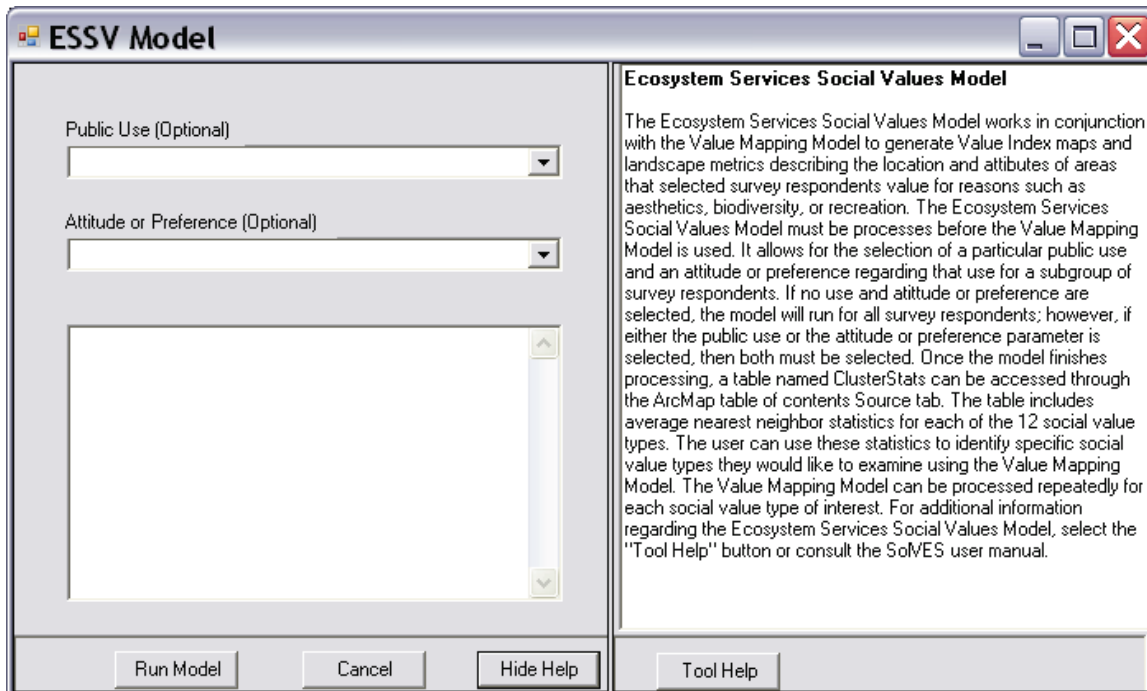 ESSV Model
Public Use (Optional)
Attitude or Preference (Optional)
Run Model
Cancel
Hide Help
Ecosystem Services Social Values Model
The Ecosystem Services Social Values Model works in conjunction
with the Value Mapping Model to generate Value Index maps and
landscape metrics describing the location and attibutes of areas
that selected survey respondents value for reasons such as
aesthetics, biodiversity, or recreation. The Ecosystem Services
Social Values Model must be processes before the Value Mapping
Model is used. It allows for the selection of a particular public use
and an attitude or preference regarding that use for a subgroup of
survey respondents. If no use and atittude or preference are
selected, the model will run for all survey respondents; however, if
either the public use or the attitude or preference parameter is
selected, then both must be selected. Once the model finishes
processing, a table named ClusterStats can be accessed through
the ArcMap table of contents Source tab. The table includes
average nearest neighbor statistics for each of the 12 social value
types. The user can use these statistics to identify specific social
value types they would like to examine using the Value Mapping
Model. The Value Mapping Model can be processed repeatedly for
each social value type of interest. For additional information
regarding the Ecosystem Services Social Values Model, select the
"Tool Help" button or consult the SolVES user manual.
Tool Help